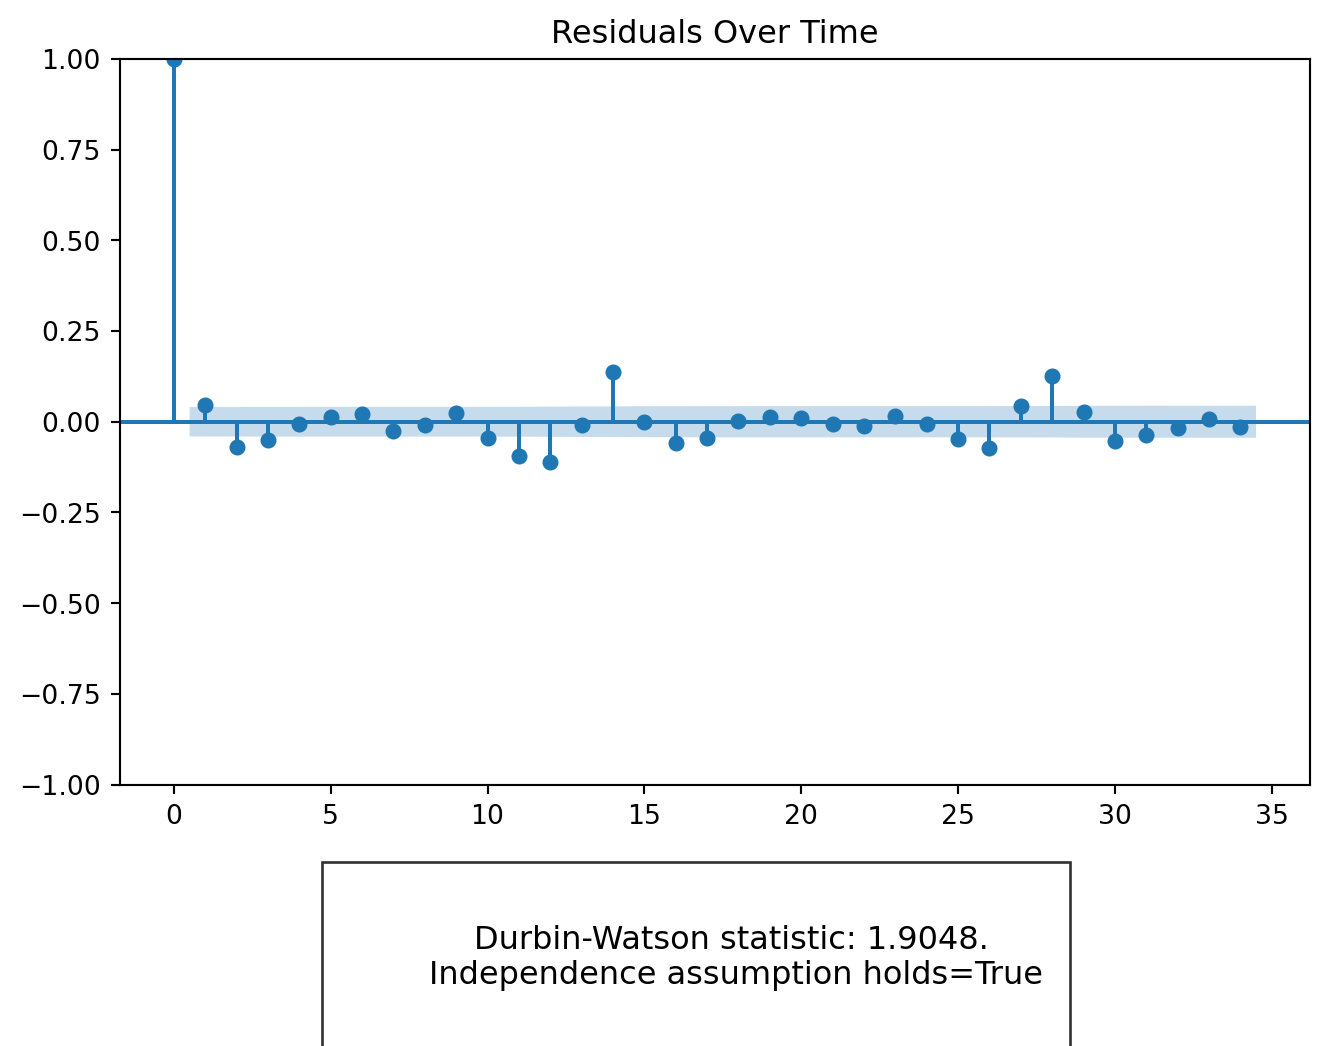 Residuals Over Time
1.00
0.75
0.50
0.25
0.00
−0.25
−0.50
−0.75
−1.00
0 5 10 15 20 25 30 35
Durbin-Watson statistic: 1.9048.
Independence assumption holds=True